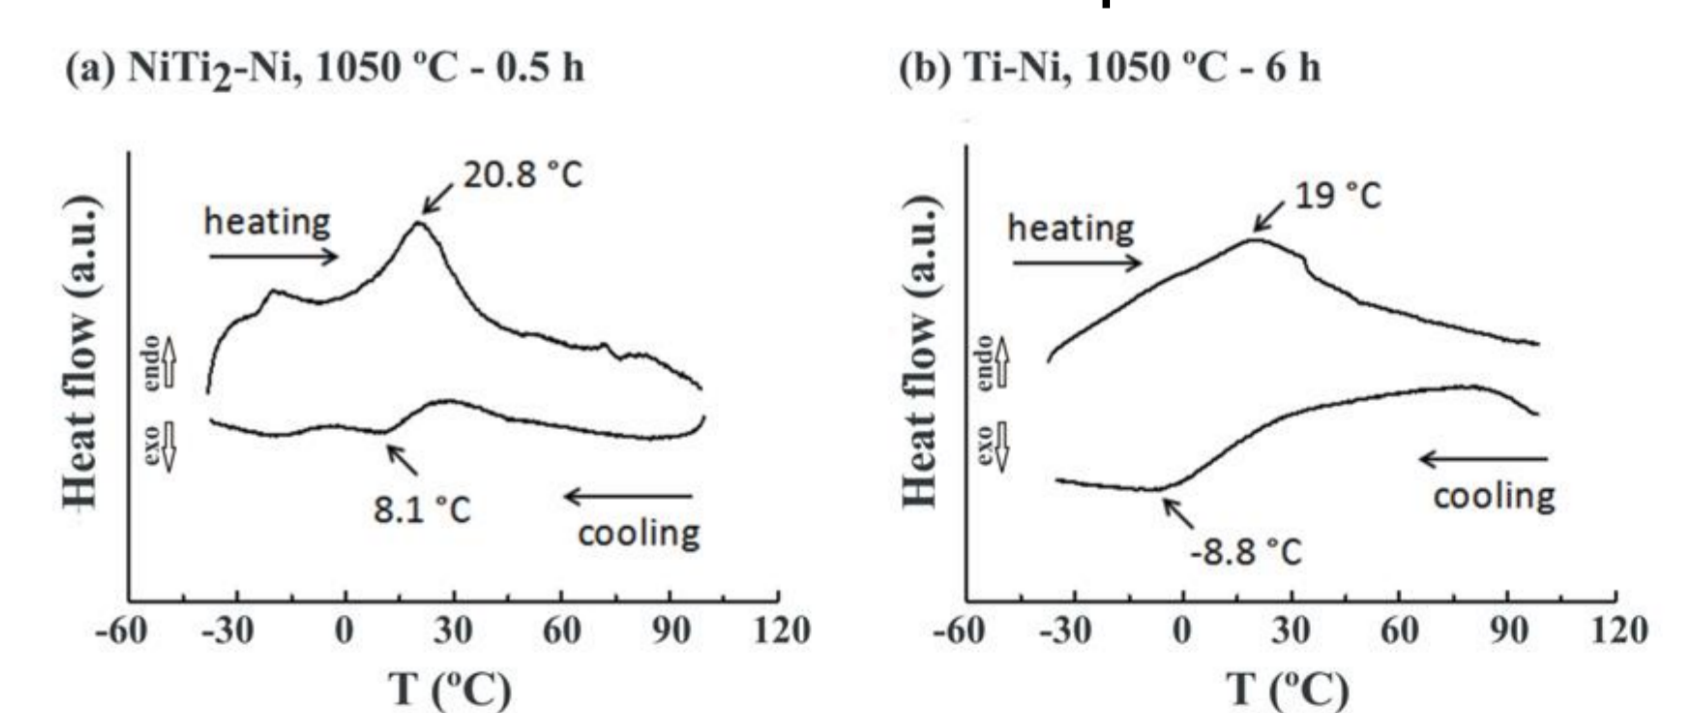 (a) NiTi2-Ni, 1050 ºC - 0.5 h
Heat flow (a.u.)
endo
exo
heating
20.8 °C
8.1 °C
cooling
-60 -30 0 30 60 90 120
T (ºC)
(b) Ti-Ni, 1050 ºC - 6 h
Heat flow (a.u.)
endo
exo
heating
19 °C
-8.8 °C
cooling
-60 -30 0 30 60 90 120
T (ºC)